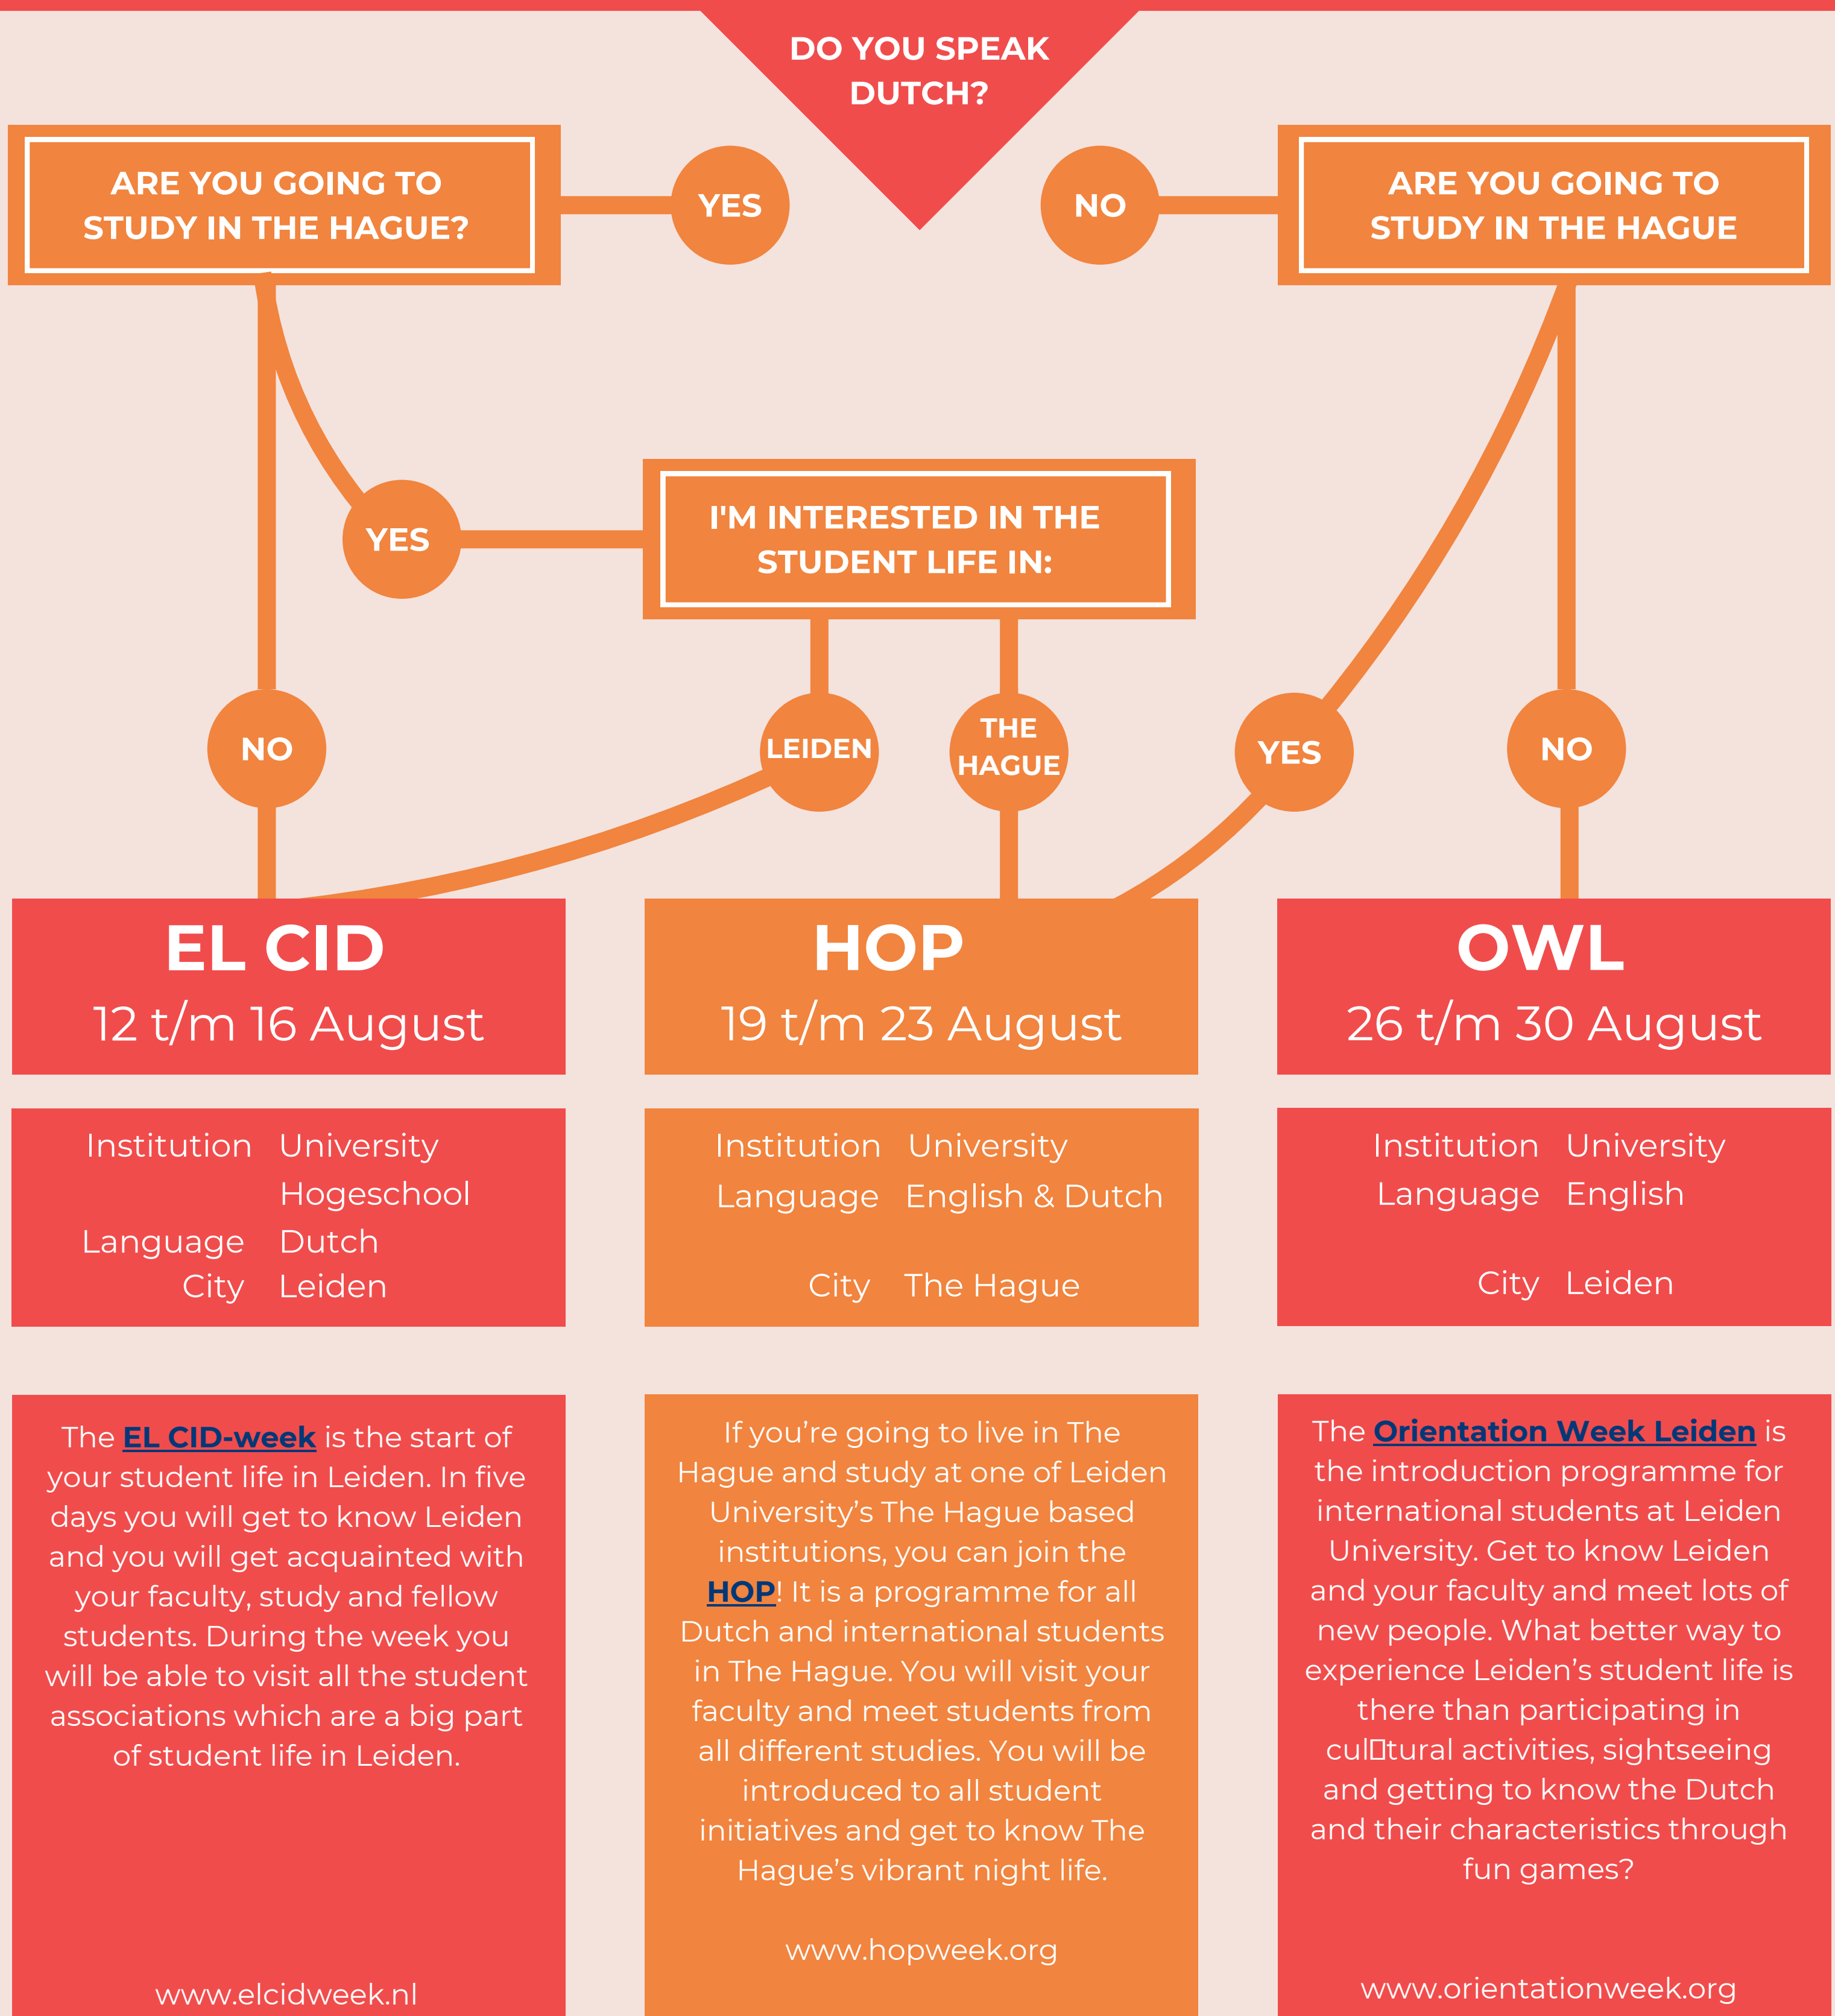 DO YOU SPEAK
DUTCH?
ARE YOU GOING TO
STUDY IN THE HAGUE?
YES
NO
ARE YOU GOING TO
STUDY IN THE HAGUE
YES
I'M INTERESTED IN THE
STUDENT LIFE IN:
NO
LEIDEN
THE
HAGUE
YES
NO
EL CID
12 t/m 16 August
HOP
19 t/m 23 August
OWL
26 t/m 30 August
Institution University
Hogeschool
Language Dutch
City Leiden
Institution University
Language English & Dutch
City The Hague
Institution University
Language English
City Leiden
The EL CID-week is the start of
your student life in Leiden. In five
days you will get to know Leiden
and you will get acquainted with
your faculty, study and fellow
students. During the week you
will be able to visit all the student
associations which are a big part
of student life in Leiden.
www.elcidweek.nl
If you’re going to live in The
Hague and study at one of Leiden
University’s The Hague based
institutions, you can join the
HOP! It is a programme for all
Dutch and international students
in The Hague. You will visit your
faculty and meet students from
all different studies. You will be
introduced to all student
initiatives and get to know The
Hague’s vibrant night life.
www.hopweek.org
The Orientation Week Leiden is
the introduction programme for
international students at Leiden
University. Get to know Leiden
and your faculty and meet lots of
new people. What better way to
experience Leiden’s student life is
there than participating in
cul▯tural activities, sightseeing
and getting to know the Dutch
and their characteristics through
fun games?
www.orientationweek.org